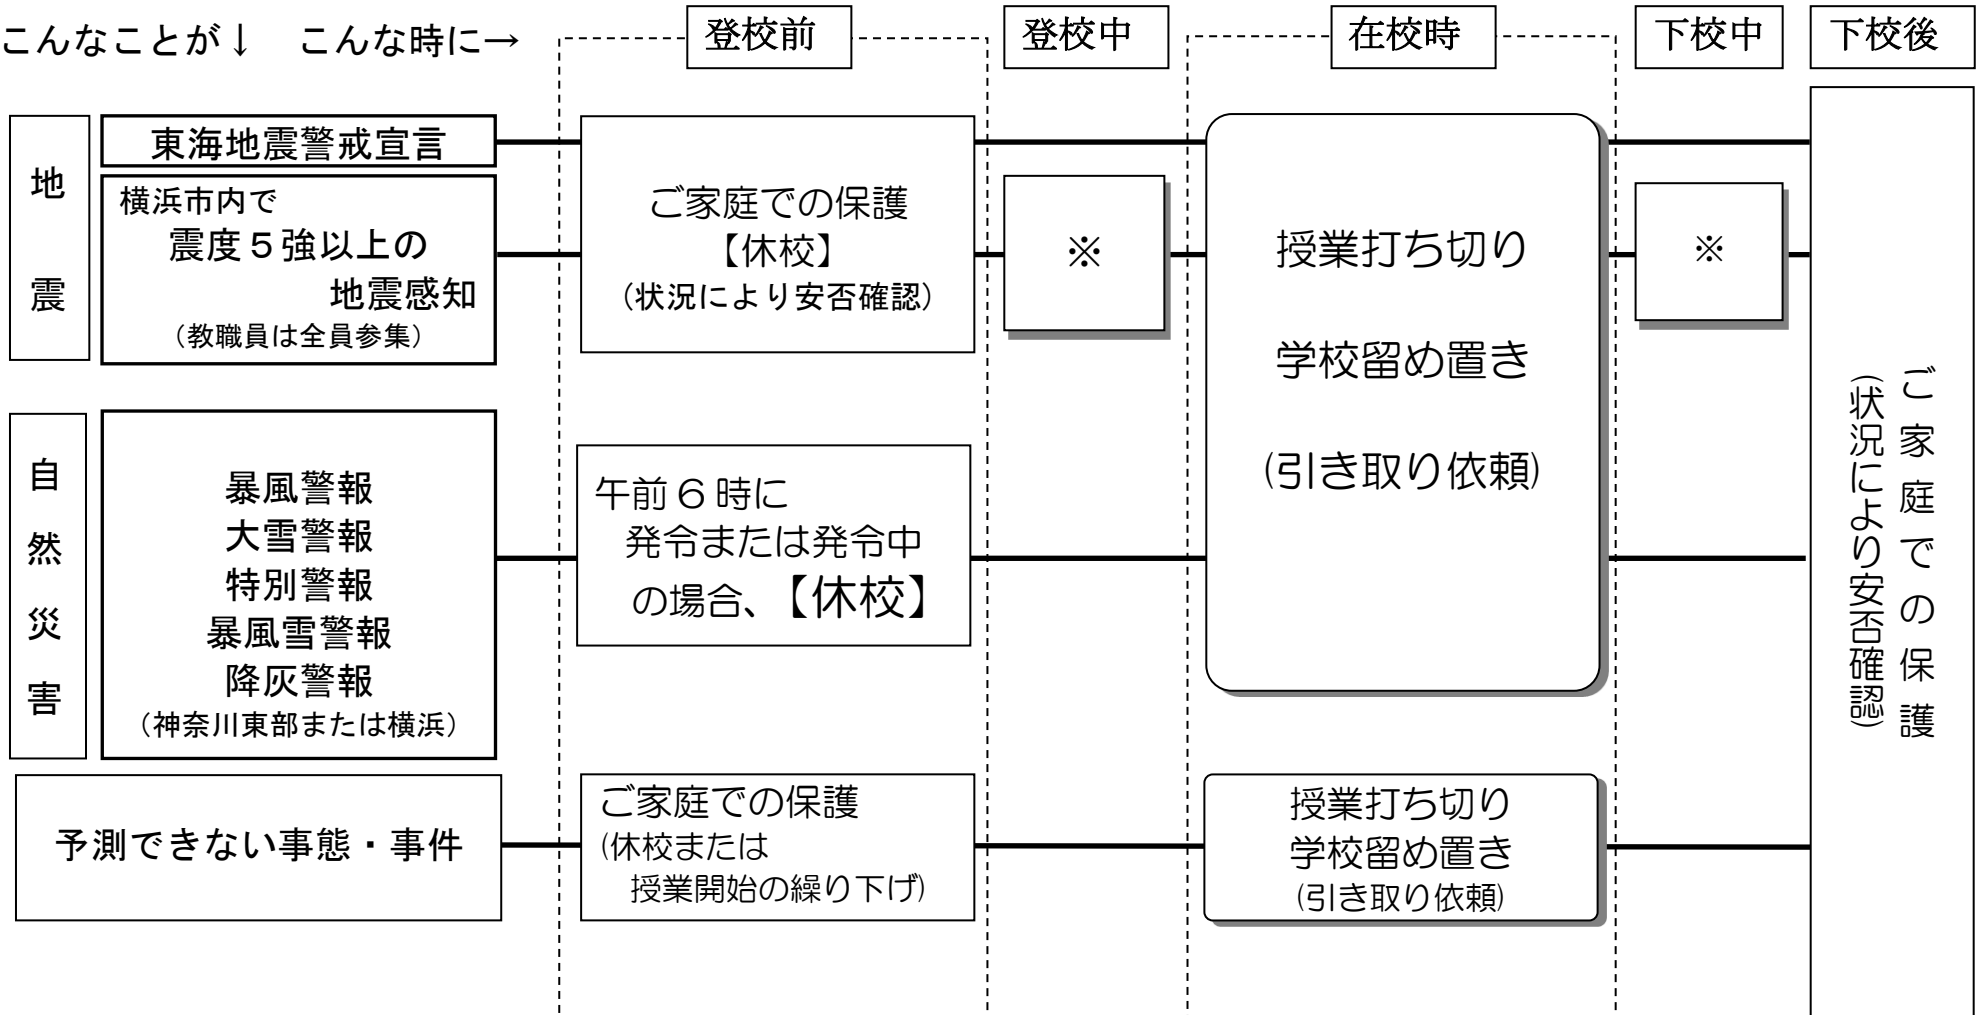 こんなことが↓ こんな時に→
登校前
登校中
在校時
下校中
下校後
地震
東海地震警戒宣言
横浜市内で
震度５強以上の
地震感知
（教職員は全員参集）
ご家庭での保護
【休校】
（状況により安否確認）
※
授業打ち切り
学校留め置き
(引き取り依頼)
※
ご家庭での保護
（状況により安否確認）
自然災害
暴風警報
大雪警報
特別警報
暴風雪警報
降灰警報
（神奈川東部または横浜）
午前６時に
発令または発令中
の場合、【休校】
予測できない事態・事件
ご家庭での保護
(休校または
授業開始の繰り下げ)
授業打ち切り
学校留め置き
(引き取り依頼)